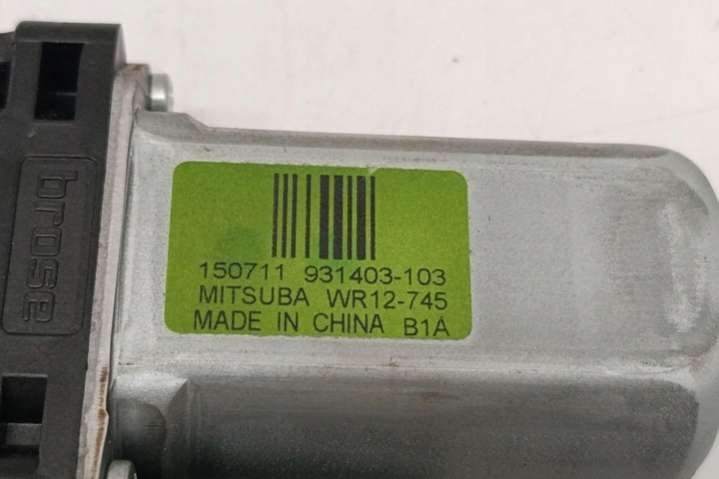 brose
150711 931403-103
MITSUBA WR12-745
MADE IN CHINA B1A